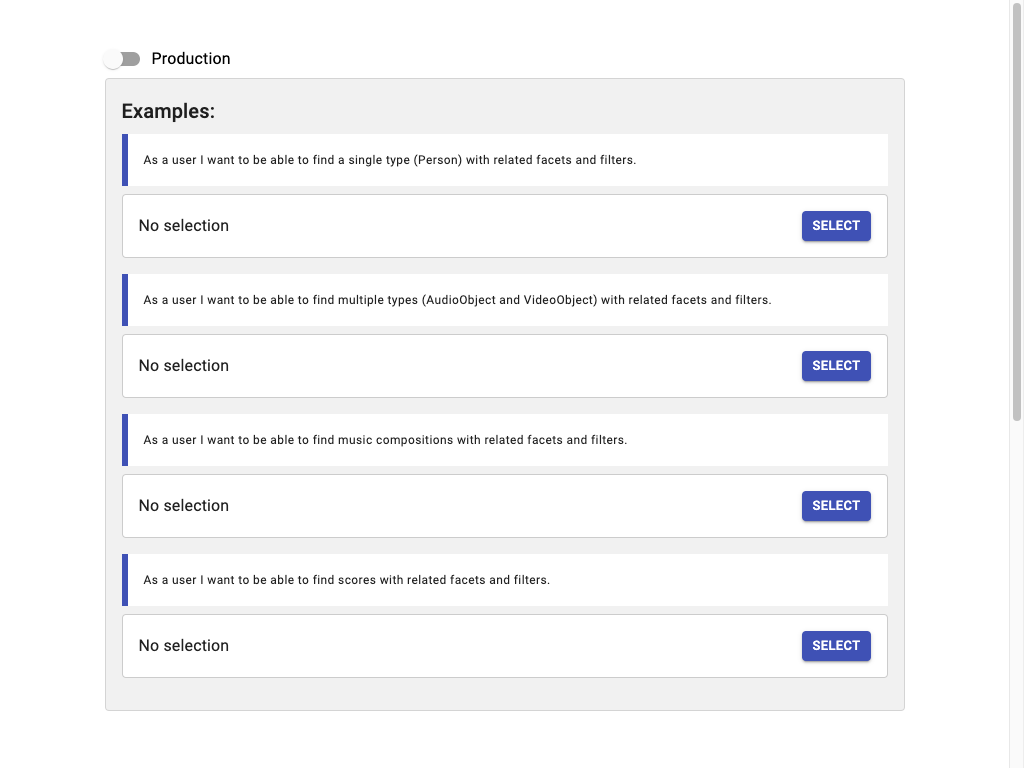 Production
Examples:
As a user I want to be able to find a single type (Person) with related facets and filters.
No selection
SELECT
As a user I want to be able to find multiple types (AudioObject and VideoObject) with related facets and filters.
No selection
SELECT
As a user I want to be able to find music compositions with related facets and filters.
No selection
SELECT
As a user I want to be able to find scores with related facets and filters.
No selection
SELECT